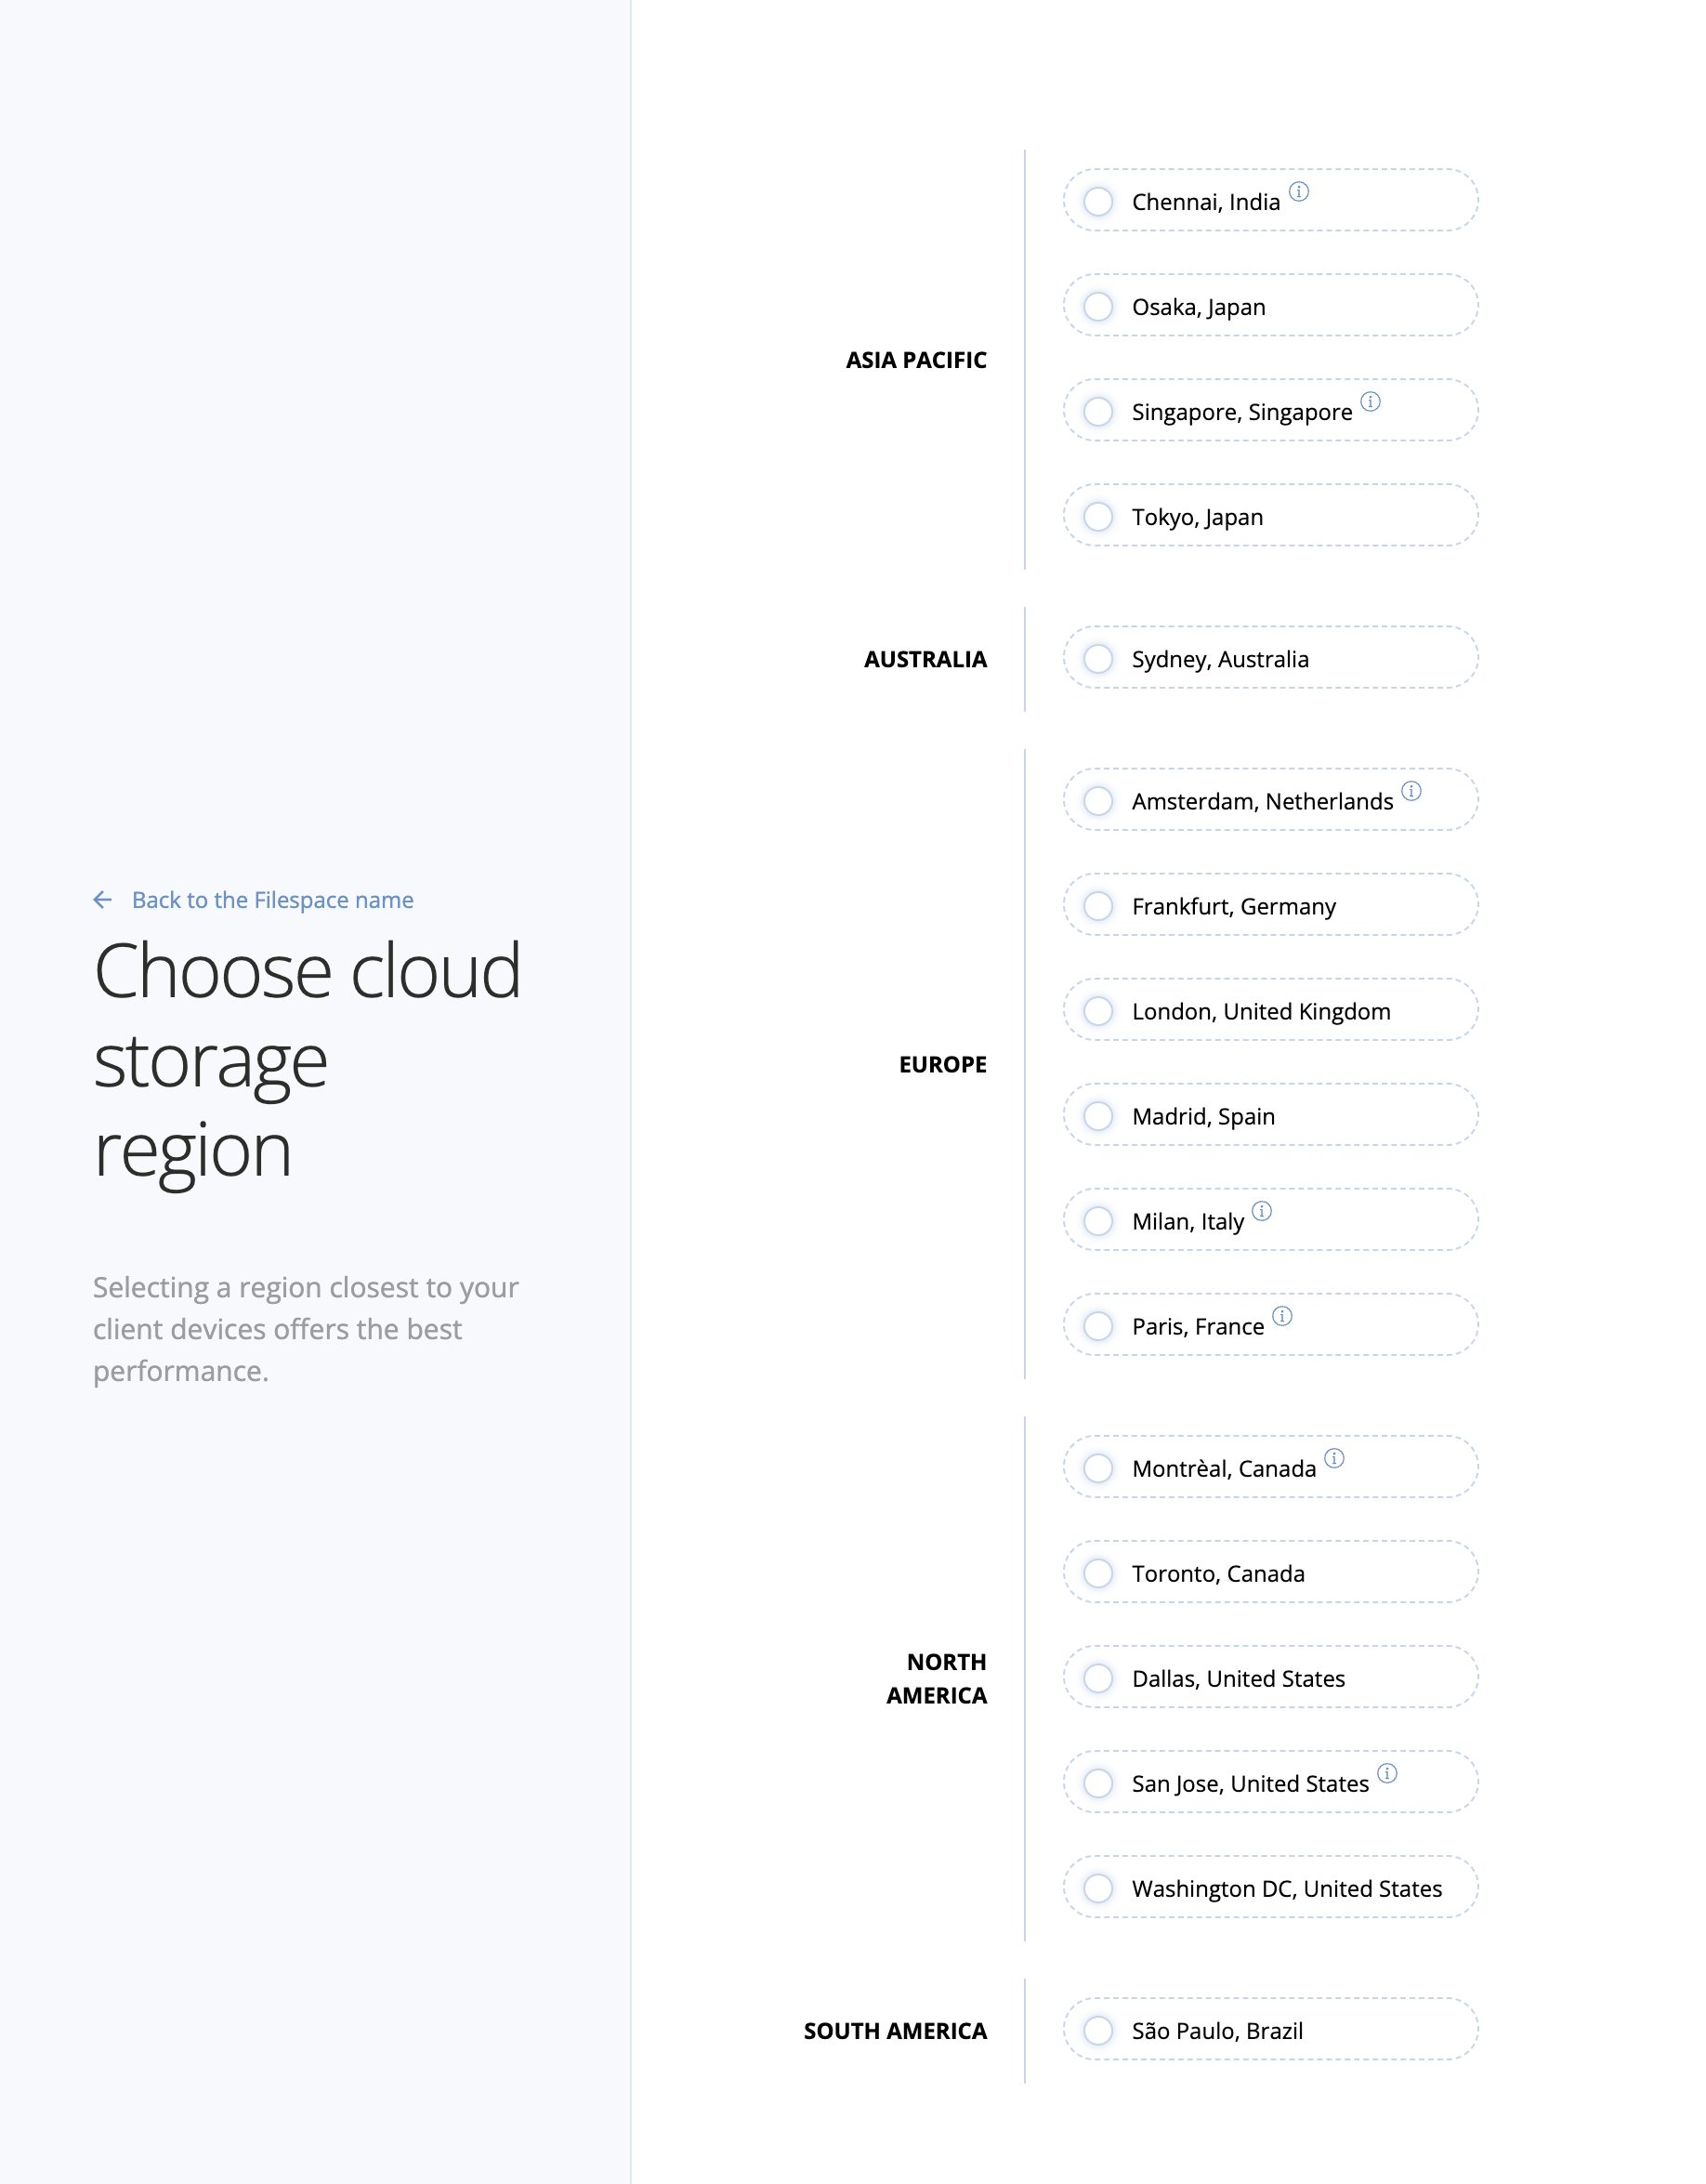 Back to the Filespace name
Choose cloud
storage
region
Selecting a region closest to your
client devices offers the best
performance.
ASIA PACIFIC
Chennai, India
Osaka, Japan
Singapore, Singapore
Tokyo, Japan
AUSTRALIA
Sydney, Australia
EUROPE
Amsterdam, Netherlands
Frankfurt, Germany
London, United Kingdom
Madrid, Spain
Milan, Italy
Paris, France
NORTH
AMERICA
Montrèal, Canada
Toronto, Canada
Dallas, United States
San Jose, United States
Washington DC, United States
SOUTH AMERICA
São Paulo, Brazil